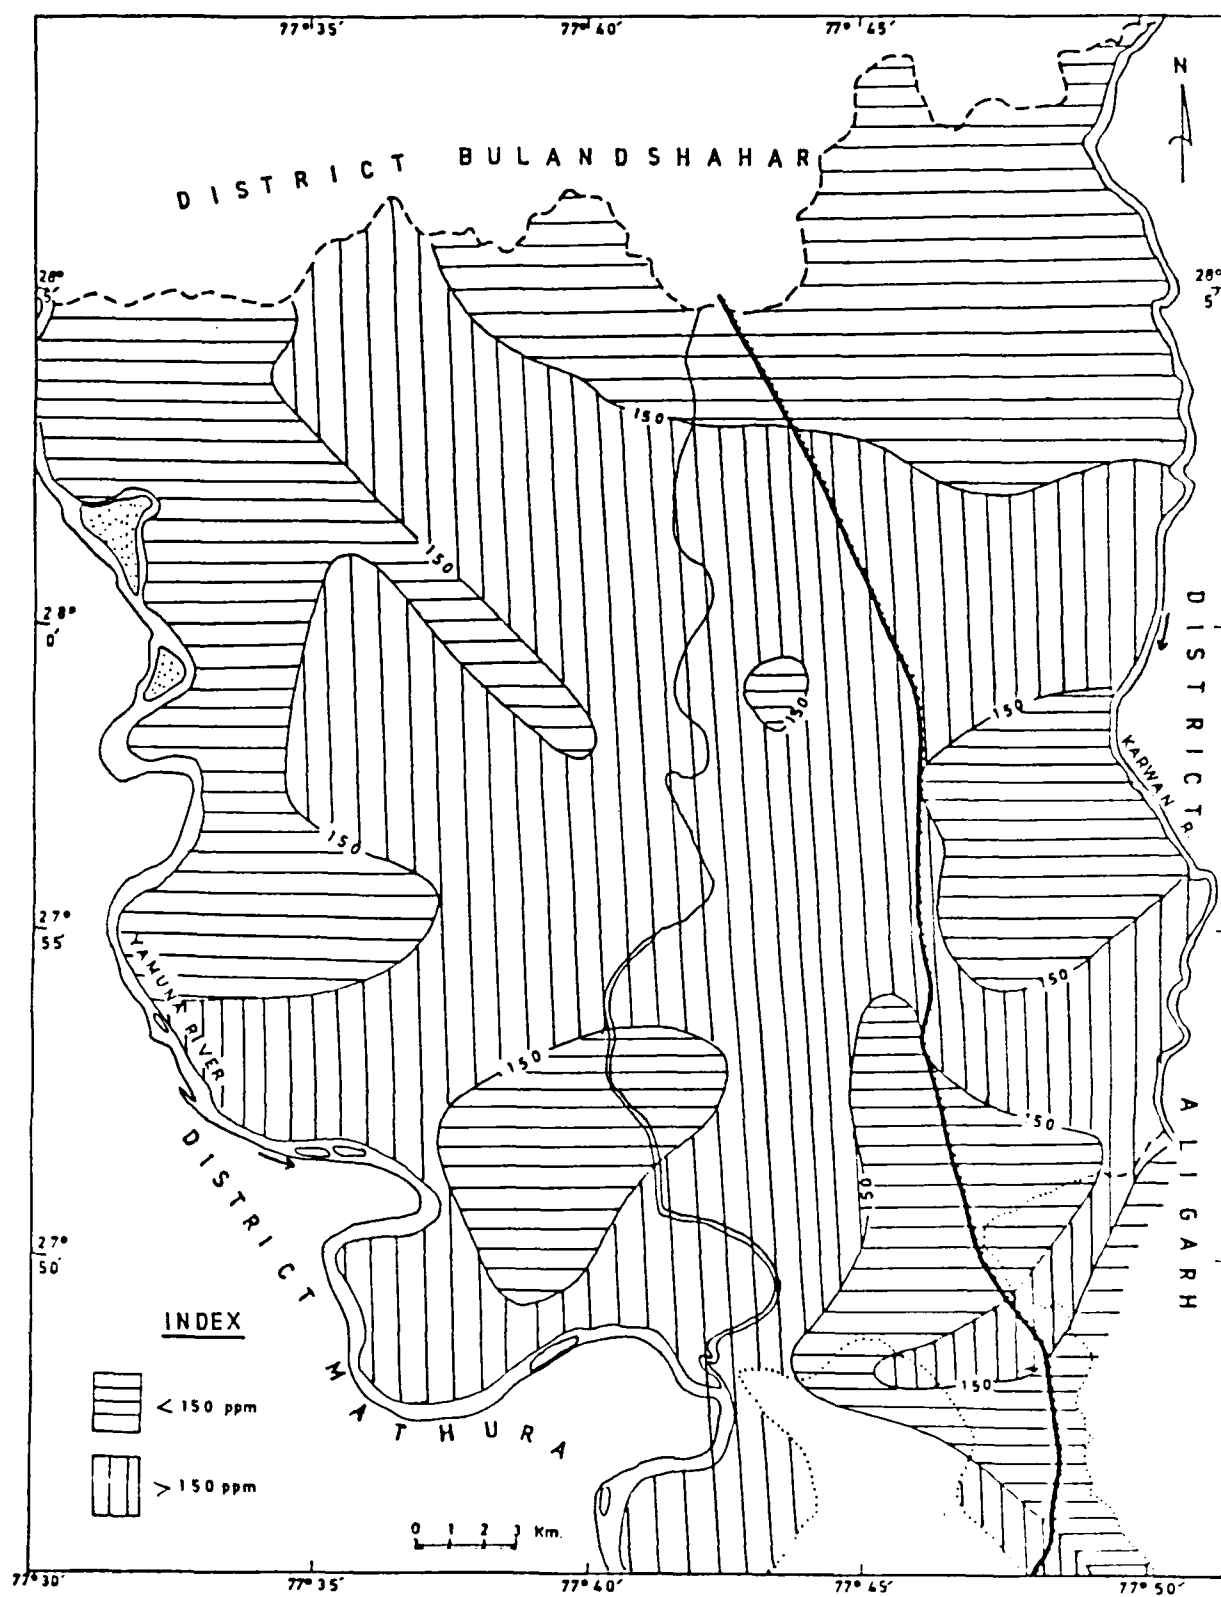 77° 35′ 77° 40′ 77° 45′
N
DISTRICT BULANDSHAHAR
28° 5′
28° 5′
150
150
28° 0′
DISTRICT ALIGARH
150
150
KARWAN R.
150
27° 55′
YAMUNA RIVER
150
150
150
150
27° 50′
DISTRICT MATHURA
150
INDEX
< 150 ppm
> 150 ppm
0 1 2 3 Km.
77° 30′ 77° 35′ 77° 40′ 77° 45′ 77° 50′